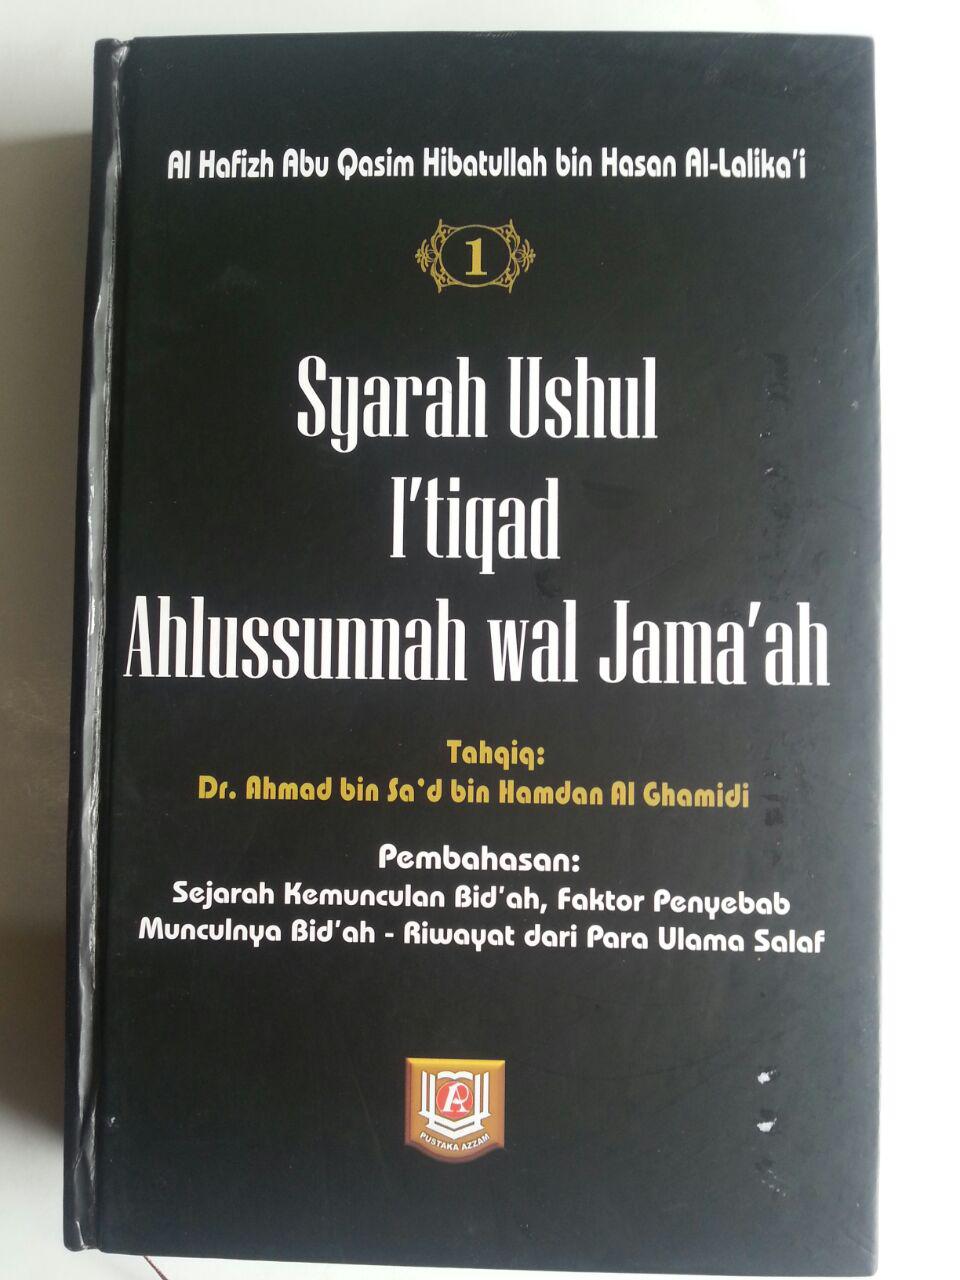 Al Hafizh Abu Qasim Hibatullah bin Hasan Al-Lalika'i
1
Syarah Ushul
I'tiqad
Ahlussunnah wal Jama'ah
Tahqiq:
Dr. Ahmad bin Sa'd bin Hamdan Al Ghamidi
Pembahasan:
Sejarah Kemunculan Bid'ah, Faktor Penyebab
Munculnya Bid'ah - Riwayat dari Para Ulama Salaf
PUSTAKA AZZAM